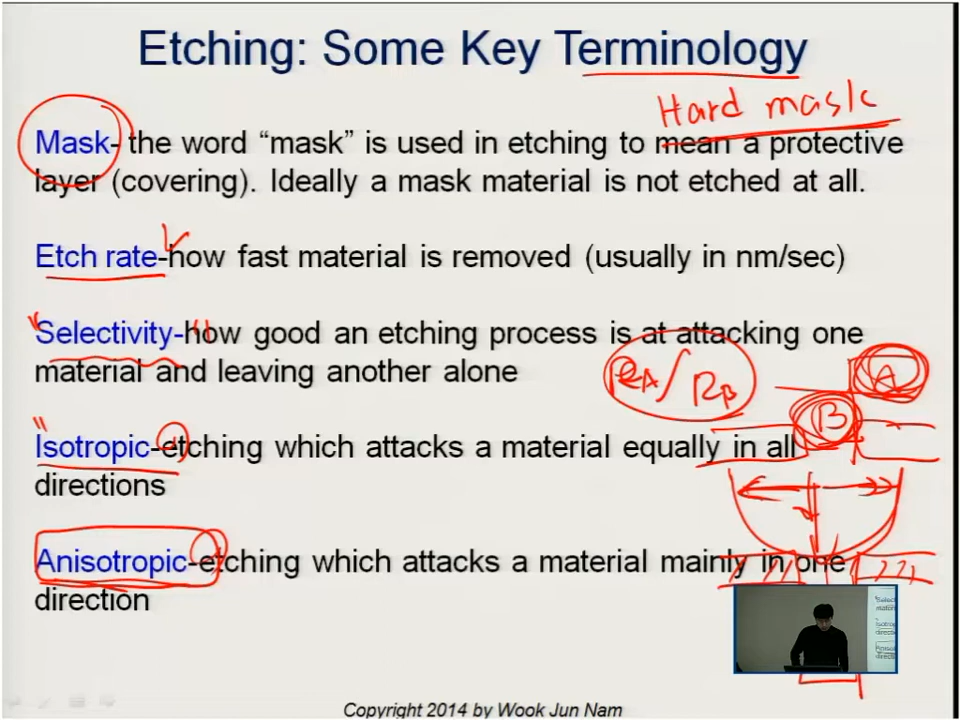 Etching: Some Key Terminology
Hard mask
Mask- the word “mask” is used in etching to mean a protective
layer (covering). Ideally a mask material is not etched at all.
Etch rate-how fast material is removed (usually in nm/sec)
Selectivity-how good an etching process is at attacking one
material and leaving another alone
RA/RB
A
B
Isotropic-etching which attacks a material equally in all
directions
Anisotropic-etching which attacks a material mainly in one
direction
Copyright 2014 by Wook Jun Nam